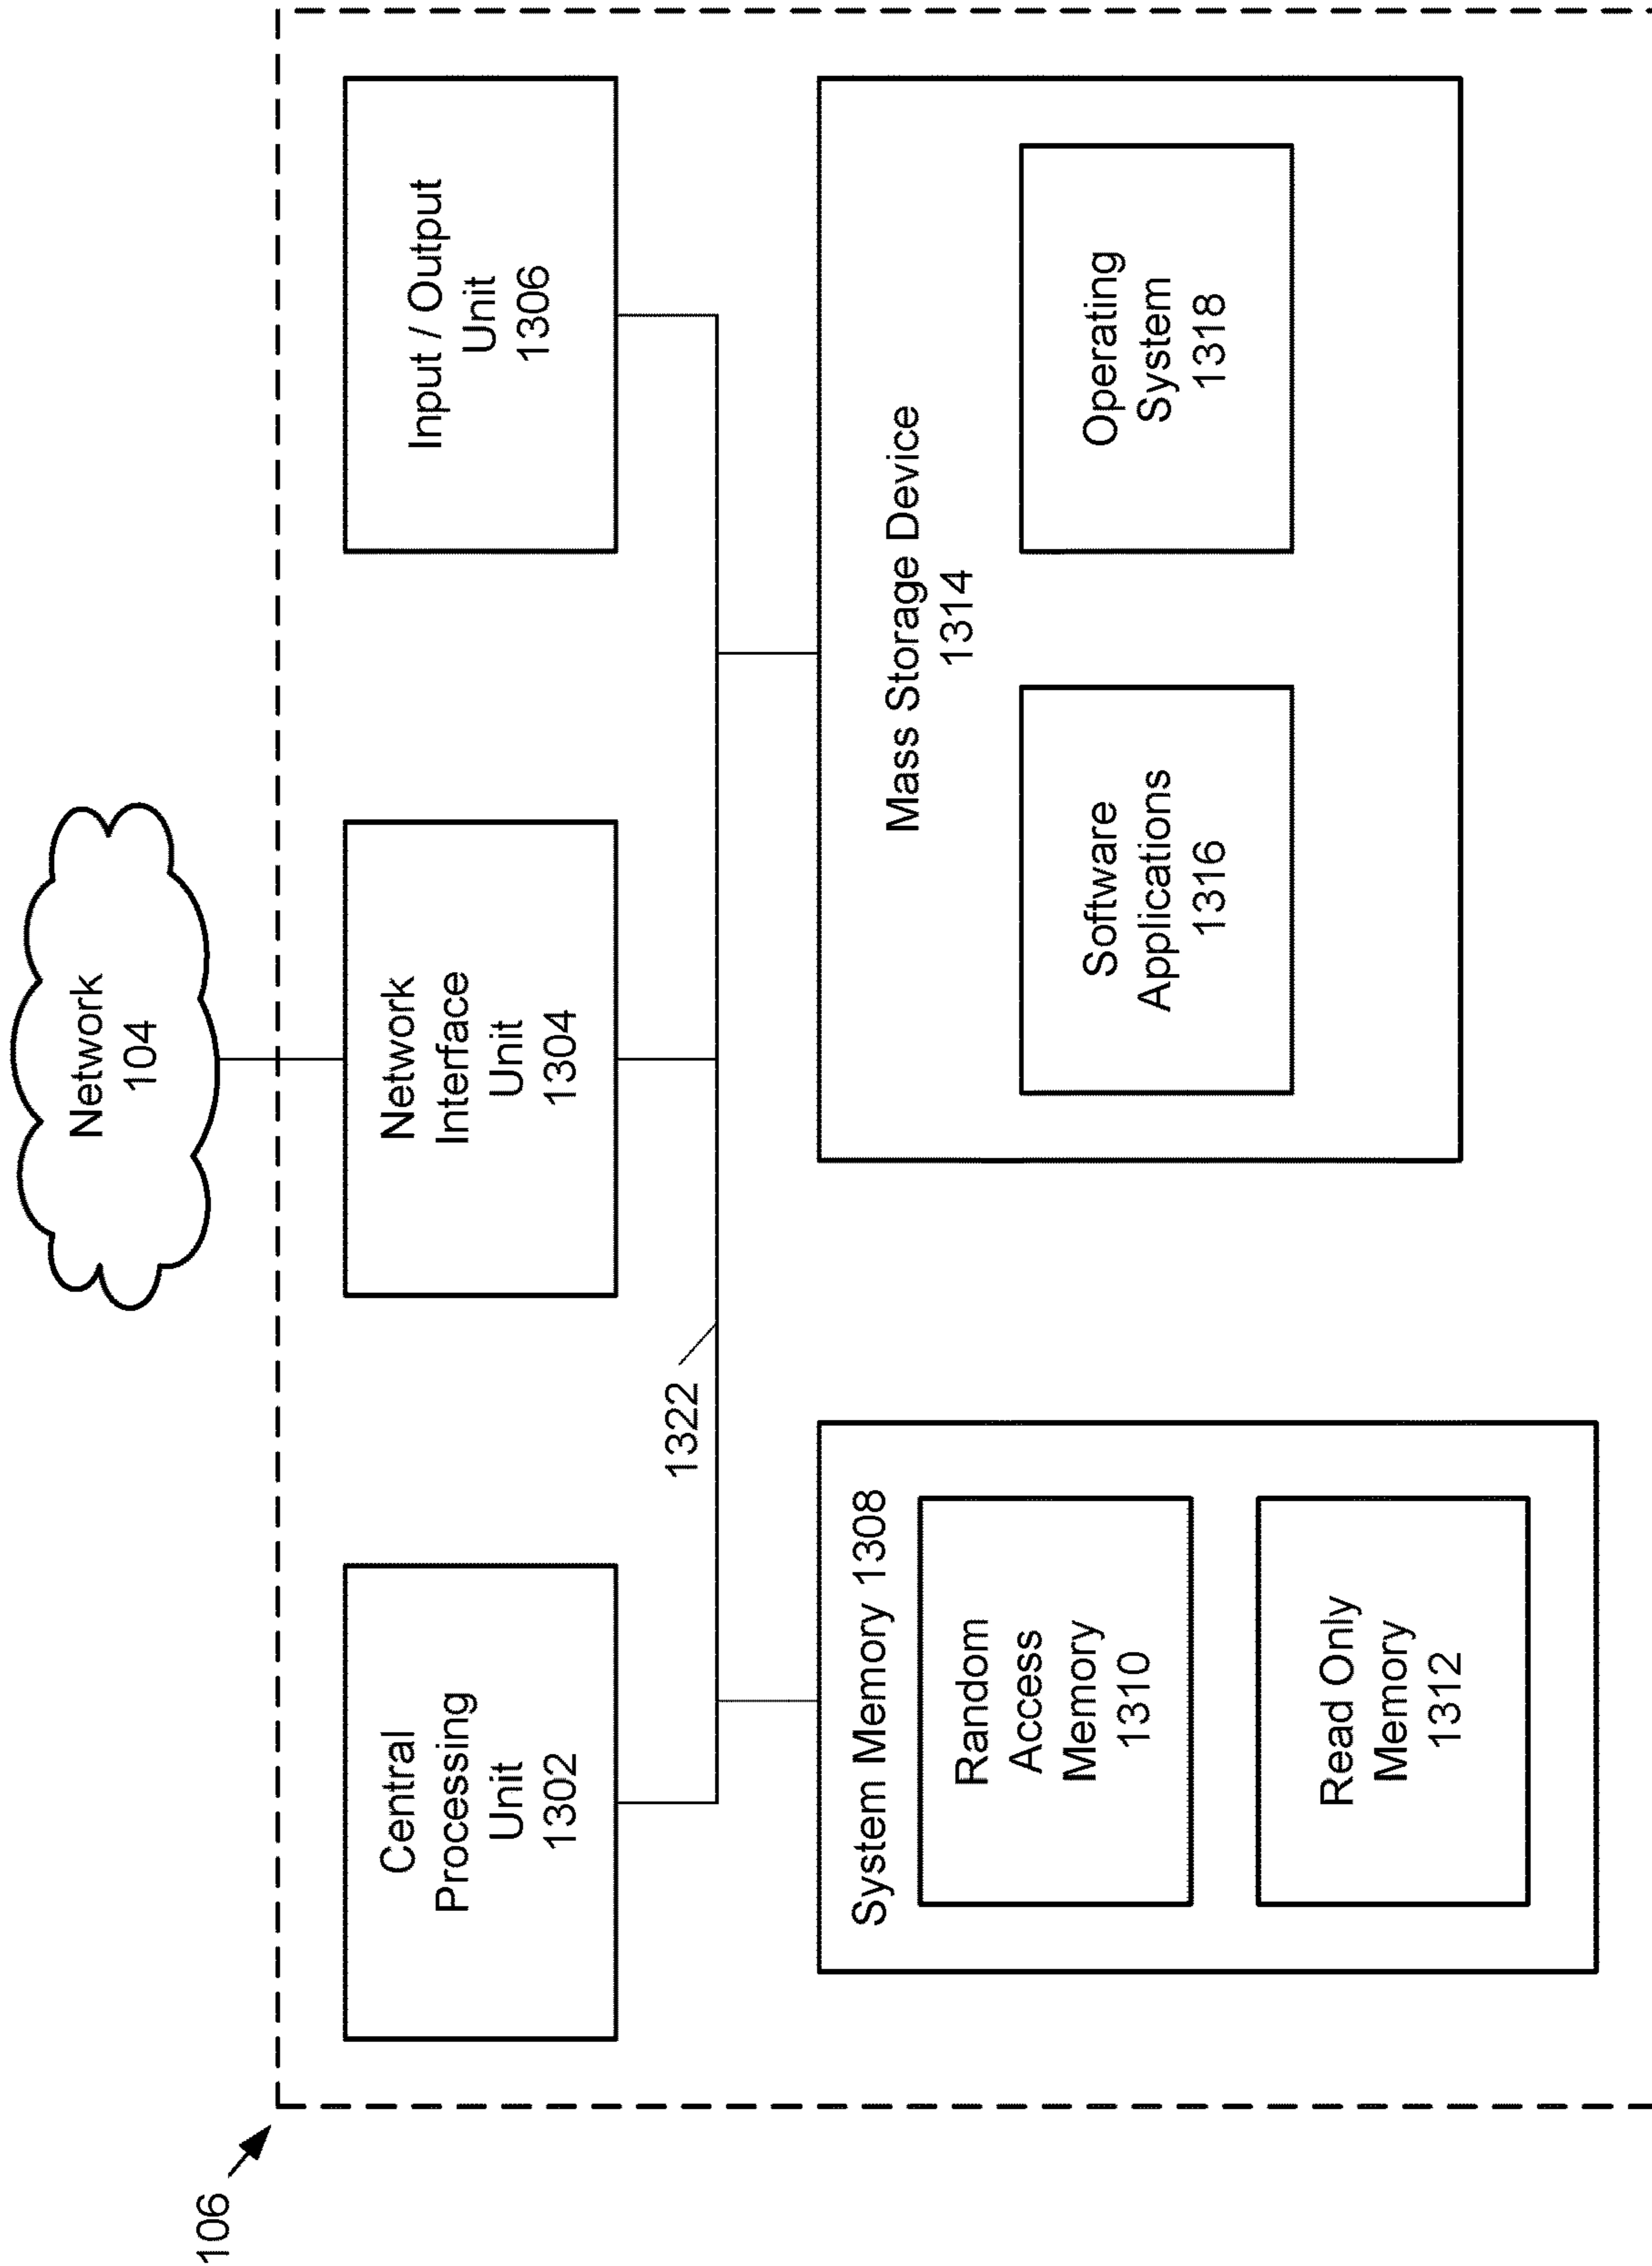 106
Network
104
Central
Processing
Unit
1302
Network
Interface
Unit
1304
Input / Output
Unit
1306
1322
System Memory 1308
Random
Access
Memory
1310
Read Only
Memory
1312
Mass Storage Device
1314
Software
Applications
1316
Operating
System
1318